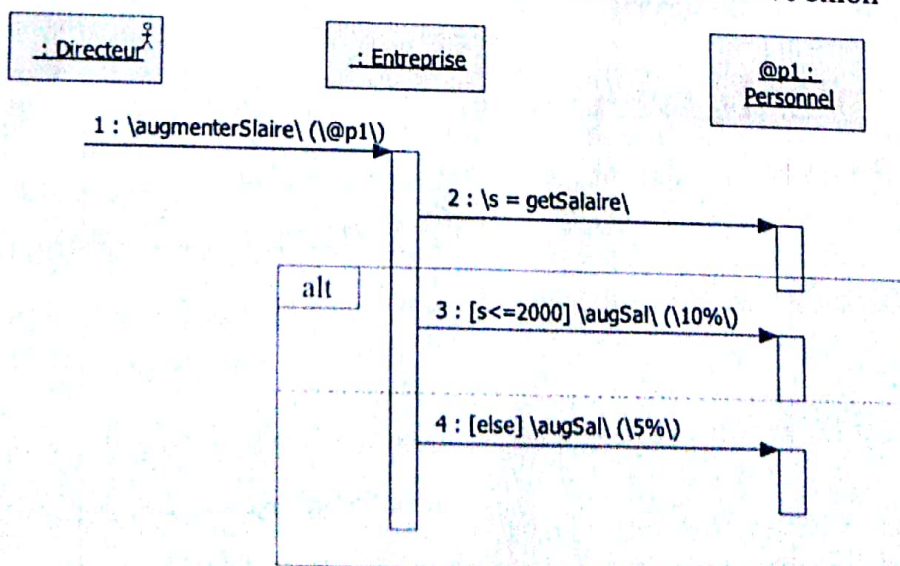 : Directeur
: Entreprise
@p1 :
Personnel
1 : \augmenterSlaire\ (\@p1\)
2 : \s = getSalaire\
alt
3 : [s<=2000] \augSal\ (\10%\)
4 : [else] \augSal\ (\5%\)